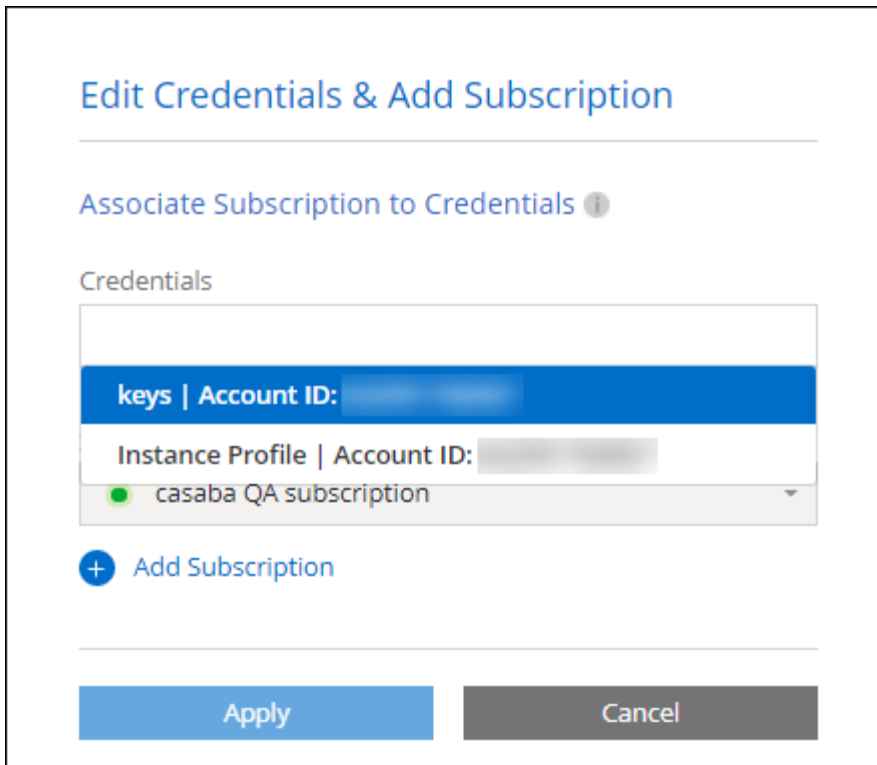 Edit Credentials & Add Subscription
Associate Subscription to Credentials
Credentials
keys | Account ID:
Instance Profile | Account ID:
casaba QA subscription
Add Subscription
Apply
Cancel